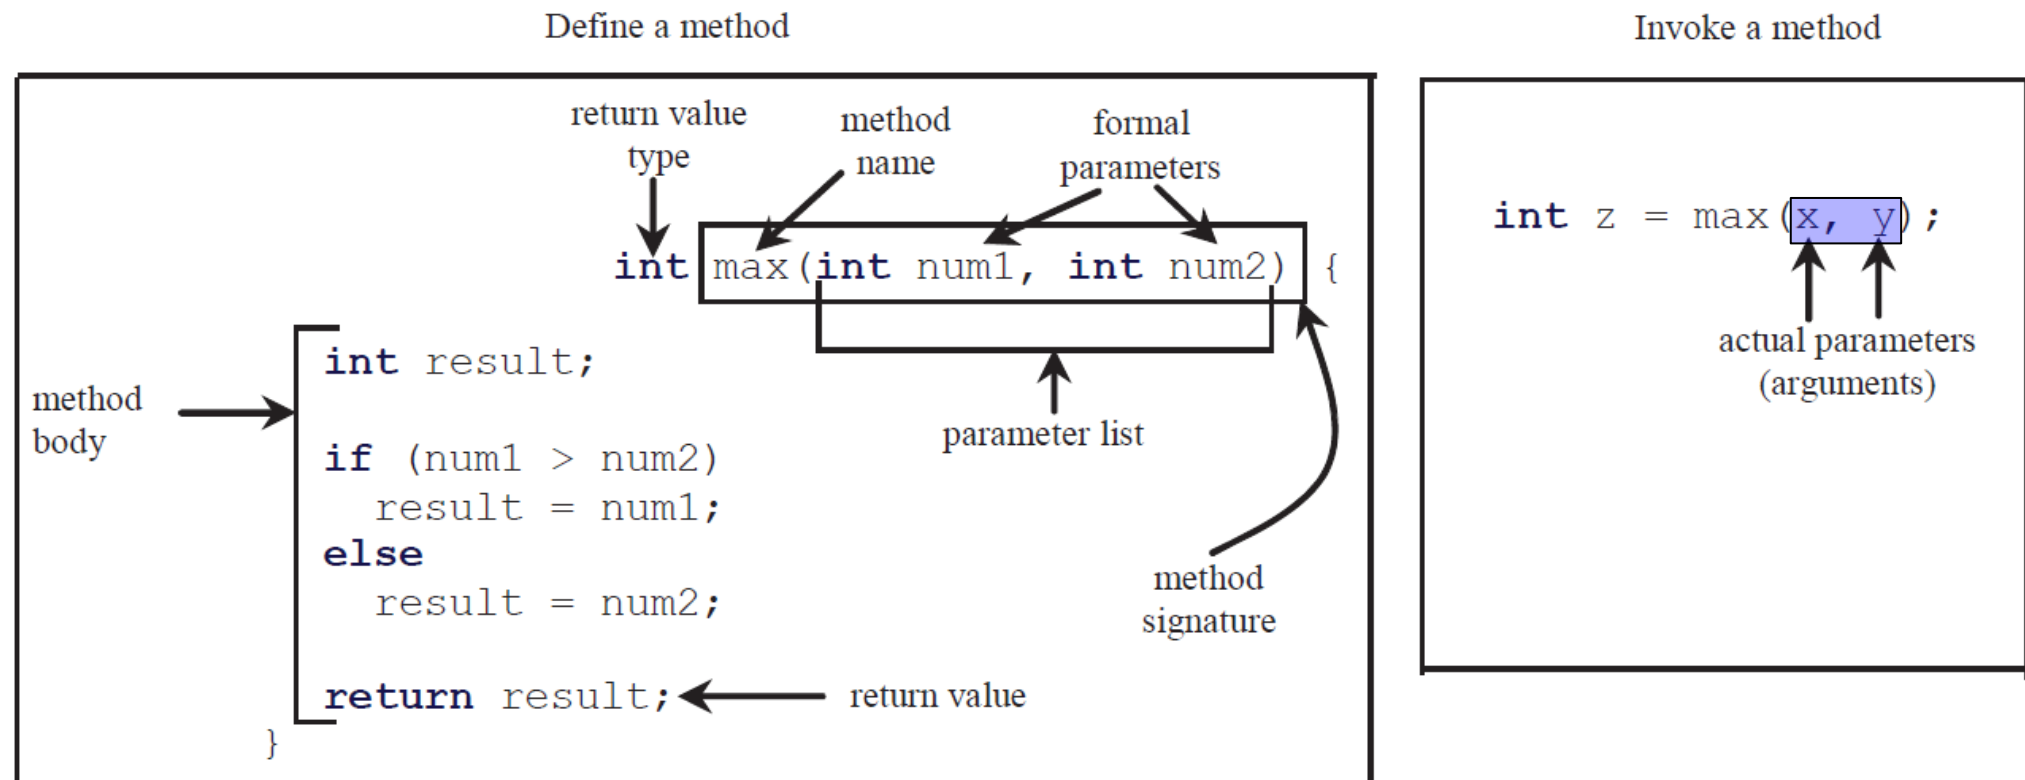 Define a method
Invoke a method
return value
type
method
name
formal
parameters
int max(int num1, int num2) {
parameter list
method
signature
method
body
int result;
if (num1 > num2)
result = num1;
else
result = num2;
return result;
return value
}
int z = max(x, y);
actual parameters
(arguments)